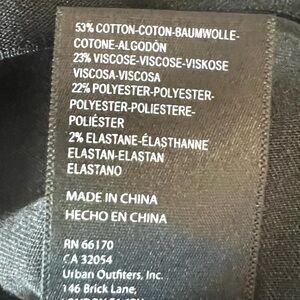 53% COTTON-COTON-BAUMWOLLE-
COTONE-ALGODÓN
23% VISCOSE-VISCOSE-VISKOSE
VISCOSA-VISCOSA
22% POLYESTER-POLYESTER-
POLYESTER-POLIESTERE-
POLIÉSTER
2% ELASTANE-ÉLASTHANNE
ELASTAN-ELASTAN
ELASTANO
MADE IN CHINA
HECHO EN CHINA
RN 66170
CA 32054
Urban Outfitters, Inc.
146 Brick Lane,
LONDON